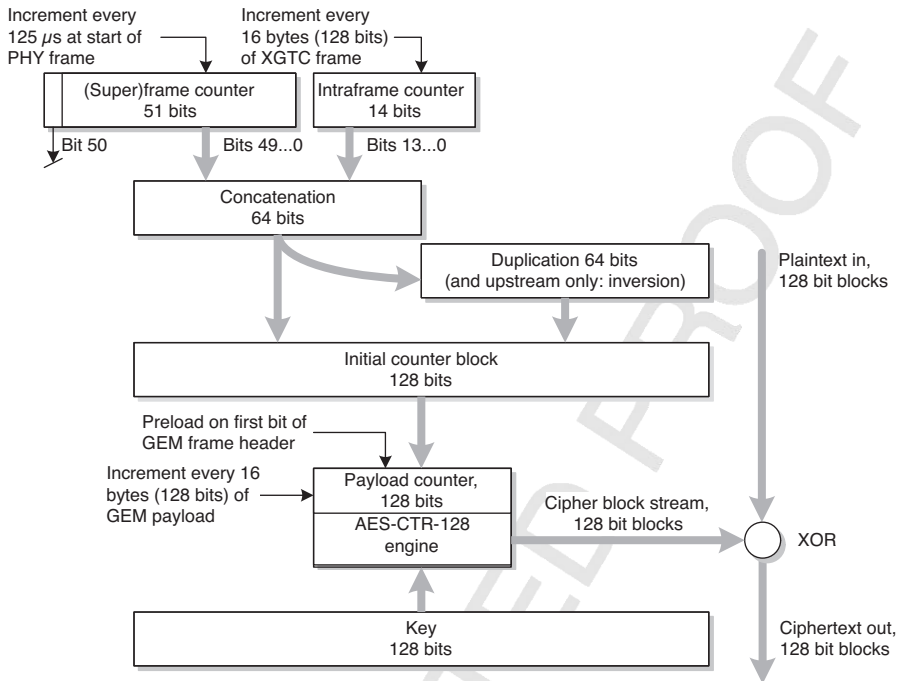 Increment every
125 µs at start of
PHY frame
Increment every
16 bytes (128 bits)
of XGTC frame
(Super)frame counter
51 bits
Intraframe counter
14 bits
Bit 50
Bits 49...0
Bits 13...0
Concatenation
64 bits
Duplication 64 bits
(and upstream only: inversion)
Plaintext in,
128 bit blocks
Initial counter block
128 bits
Preload on first bit of
GEM frame header
Increment every 16
bytes (128 bits) of
GEM payload
Payload counter,
128 bits
AES-CTR-128
engine
Cipher block stream,
128 bit blocks
XOR
Key
128 bits
Ciphertext out,
128 bit blocks
PROOF